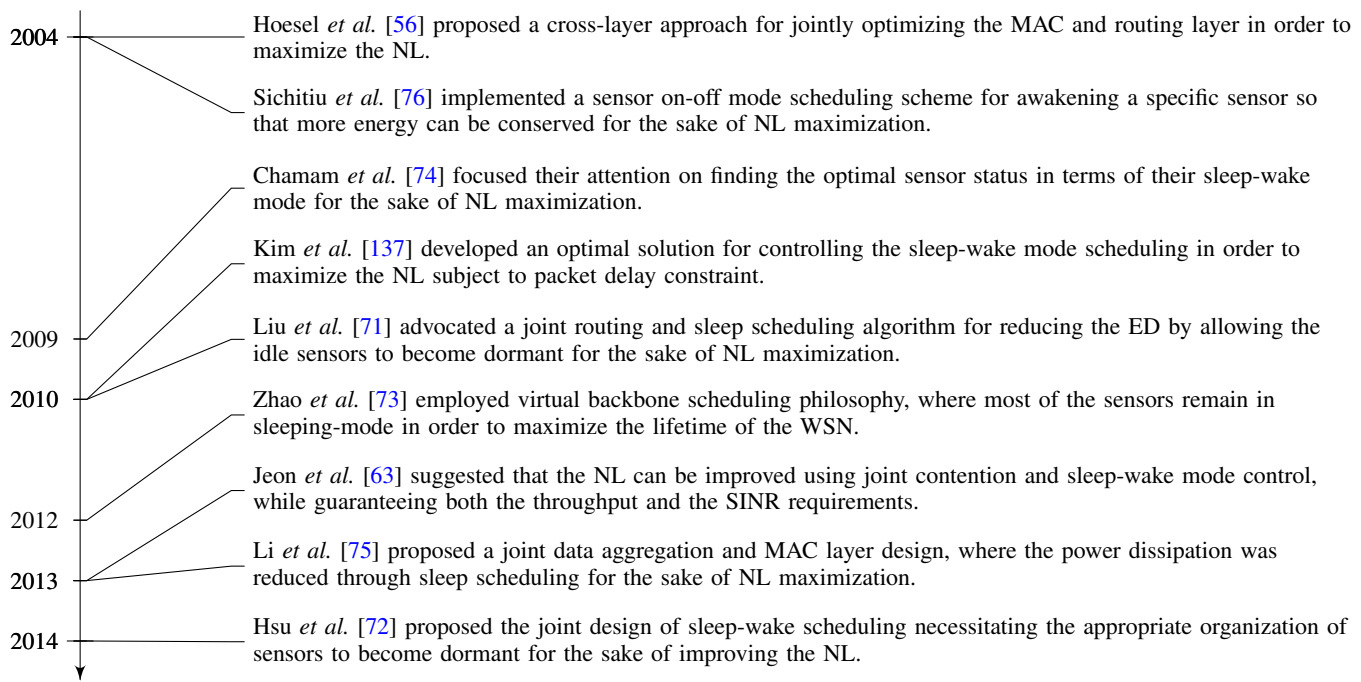 2004
Hoesel et al. [56] proposed a cross-layer approach for jointly optimizing the MAC and routing layer in order to
maximize the NL.
Sichitiu et al. [76] implemented a sensor on-off mode scheduling scheme for awakening a specific sensor so
that more energy can be conserved for the sake of NL maximization.
Chamam et al. [74] focused their attention on finding the optimal sensor status in terms of their sleep-wake
mode for the sake of NL maximization.
Kim et al. [137] developed an optimal solution for controlling the sleep-wake mode scheduling in order to
maximize the NL subject to packet delay constraint.
2009
Liu et al. [71] advocated a joint routing and sleep scheduling algorithm for reducing the ED by allowing the
idle sensors to become dormant for the sake of NL maximization.
2010
Zhao et al. [73] employed virtual backbone scheduling philosophy, where most of the sensors remain in
sleeping-mode in order to maximize the lifetime of the WSN.
Jeon et al. [63] suggested that the NL can be improved using joint contention and sleep-wake mode control,
while guaranteeing both the throughput and the SINR requirements.
2012
Li et al. [75] proposed a joint data aggregation and MAC layer design, where the power dissipation was
reduced through sleep scheduling for the sake of NL maximization.
2013
Hsu et al. [72] proposed the joint design of sleep-wake scheduling necessitating the appropriate organization of
sensors to become dormant for the sake of improving the NL.
2014